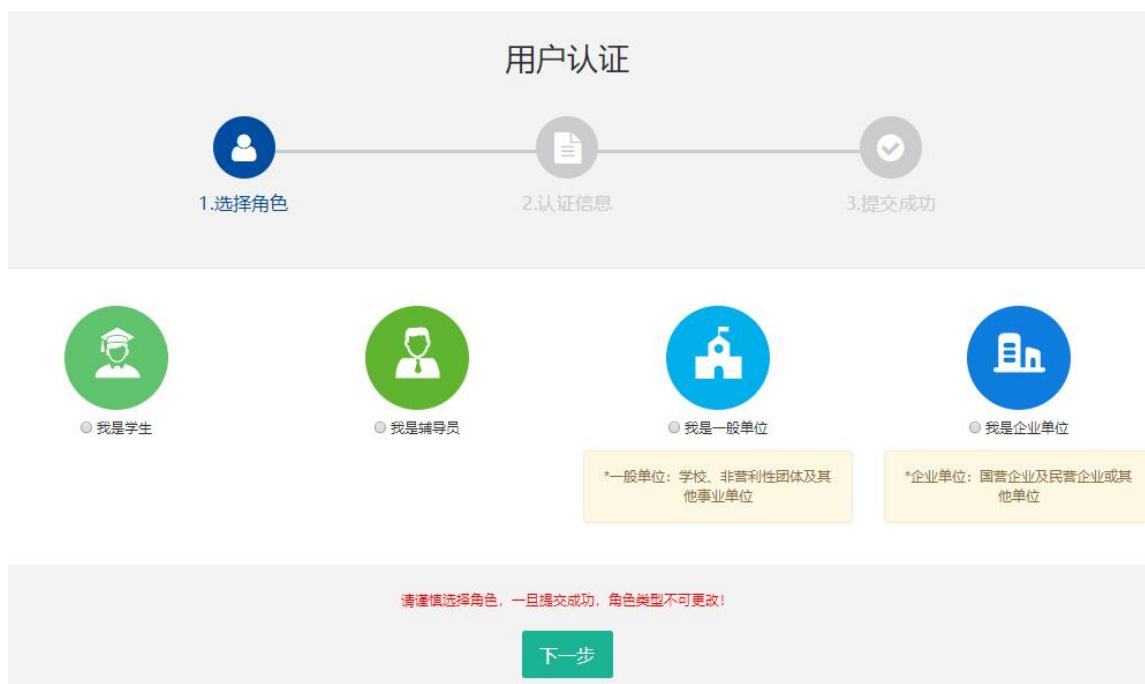 用户认证
1.选择角色
2.认证信息
3.提交成功
我是学生
我是辅导员
我是一般单位
我是企业单位
*一般单位：学校、非营利性团体及其
他事业单位
*企业单位：国营企业及民营企业或其
他单位
请谨慎选择角色，一旦提交成功，角色类型不可更改！
下一步